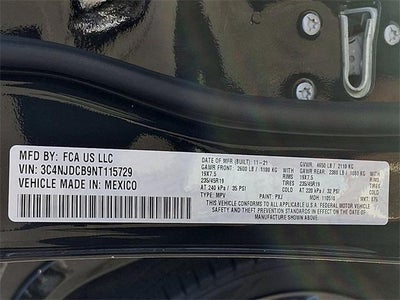 MFD BY: FCA US LLC
VIN: 3C4NJDCB9NT115729
VEHICLE MADE IN: MEXICO
DATE OF MFR (BUILT): 11-21 GVWR: 4650 LB / 2110 KG
GAWR FRONT: 2600 LB / 1180 KG GAWR REAR: 2380 LB / 1080 KG
19X7.5 19X7.5
235/45R19 235/45R19
AT 240 kPa / 35 PSI AT 220 kPa / 32 PSI
TYPE: MPV PAINT: PXJ MDH: 110510
THIS VEHICLE CONFORMS TO ALL APPLICABLE U.S.A. FEDERAL MOTOR VEHICLE
SAFETY AND THEFT PREVENTION STANDARDS IN EFFECT ON THE DATE OF
MANUFACTURE SHOWN ABOVE.